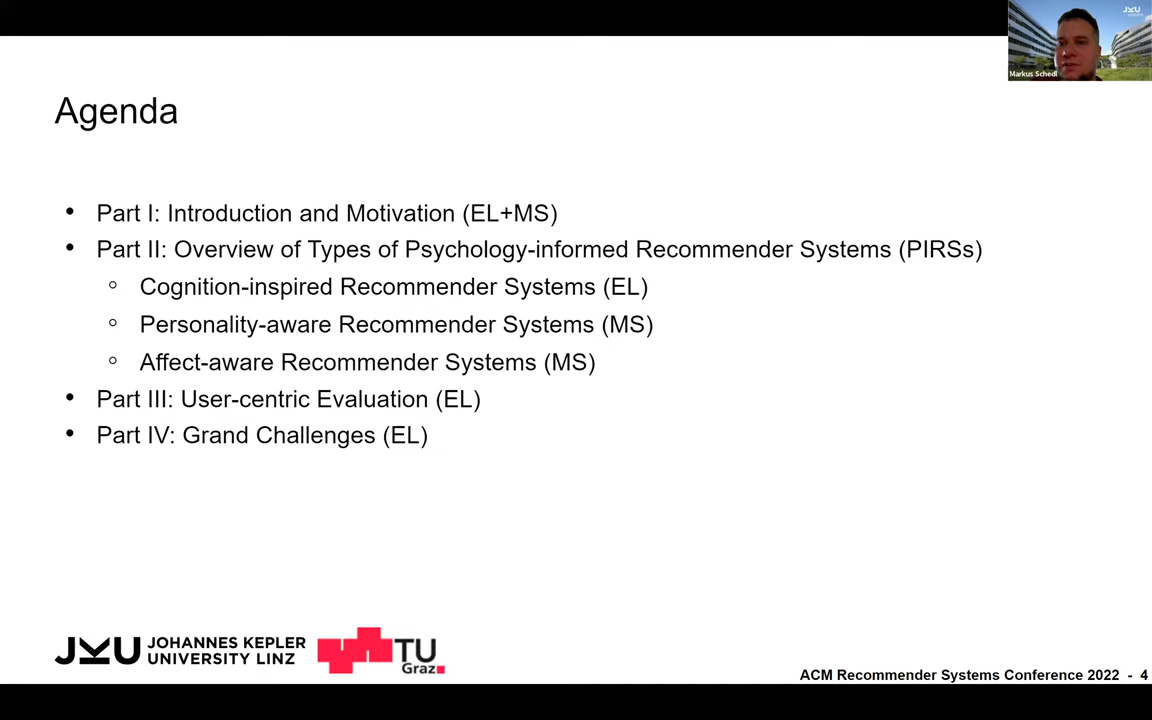 JKU
Markus Schedl
Agenda
• Part I: Introduction and Motivation (EL+MS)
• Part II: Overview of Types of Psychology-informed Recommender Systems (PIRSs)
○ Cognition-inspired Recommender Systems (EL)
○ Personality-aware Recommender Systems (MS)
○ Affect-aware Recommender Systems (MS)
• Part III: User-centric Evaluation (EL)
• Part IV: Grand Challenges (EL)
JKU JOHANNES KEPLER
UNIVERSITY LINZ
TU
Graz
ACM Recommender Systems Conference 2022 - 4